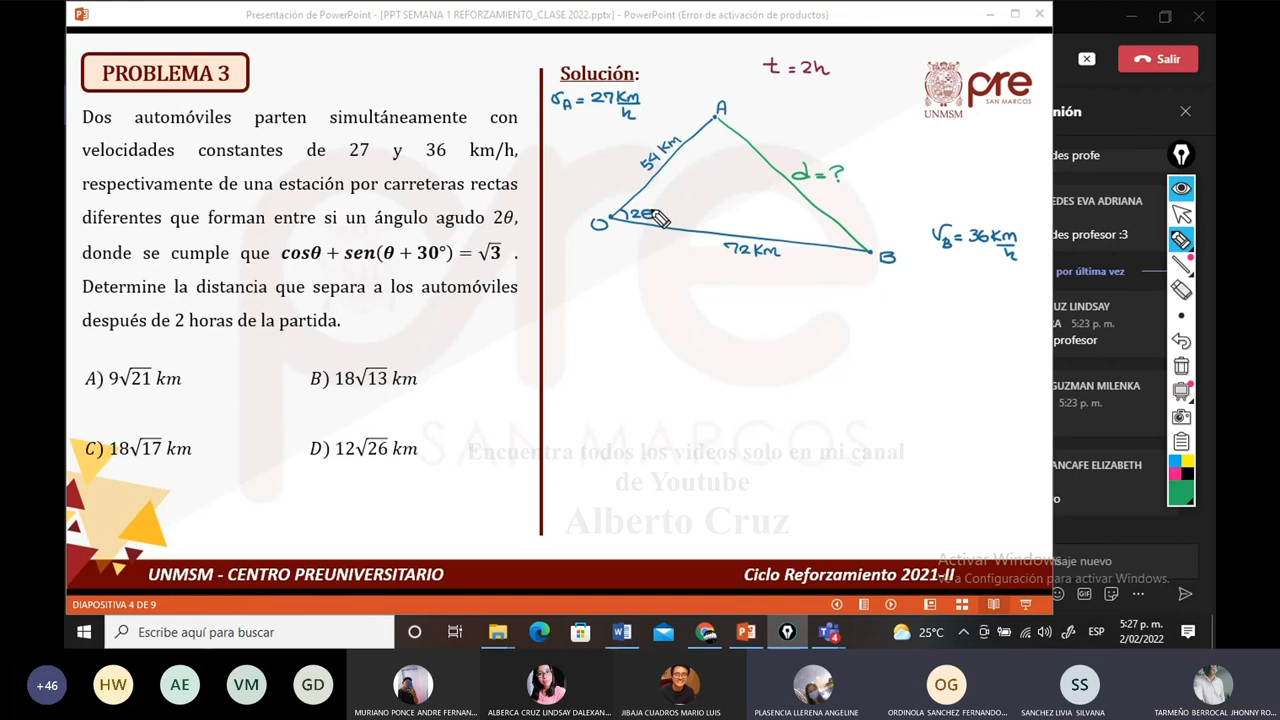 Presentación de PowerPoint - [PPT SEMANA 1 REFORZAMIENTO_CLASE 2022.pptx] - PowerPoint (Error de activación de productos)
PROBLEMA 3
Dos automóviles parten simultáneamente con
velocidades constantes de 27 y 36 km/h,
respectivamente de una estación por carreteras rectas
diferentes que forman entre si un ángulo agudo 2θ,
donde se cumple que cosθ + sen(θ + 30°) = √3 .
Determine la distancia que separa a los automóviles
después de 2 horas de la partida.
A) 9√21 km
B) 18√13 km
C) 18√17 km
D) 12√26 km
Solución:
t = 2h
V_A = 27 Km/h
A
54 Km
d = ?
O
2θ
72 Km
B
V_B = 36 Km/h
UNMSM
pre
SAN MARCOS
pre
SAN MARCOS
Encuentra todos los videos solo en mi canal
de Youtube
Alberto Cruz
UNMSM - CENTRO PREUNIVERSITARIO
Ciclo Reforzamiento 2021-II
DIAPOSITIVA 4 DE 9
Salir
nión
des profe
EDES EVA ADRIANA
des profesor :3
por última vez
UZ LINDSAY
KA 5:23 p. m.
profesor
GUZMAN MILENKA
5:23 p. m.
ANCAFE ELIZABETH
o
Activar Windows
Ve a Configuración para activar Windows.
saje nuevo
GIF
Escribe aquí para buscar
25°C
ESP
5:27 p. m.
2/02/2022
+46
HW
AE
VM
GD
MURIANO PONCE ANDRE FERNAN...
ALBERCA CRUZ LINDSAY DALEXAN...
JIBAJA CUADROS MARIO LUIS
PLASENCIA LLERENA ANGELINE
OG
ORDINOLA SANCHEZ FERNANDO...
SS
SANCHEZ LIVIA SILVANA
TARMEÑO BERROCAL JHONNY RO...